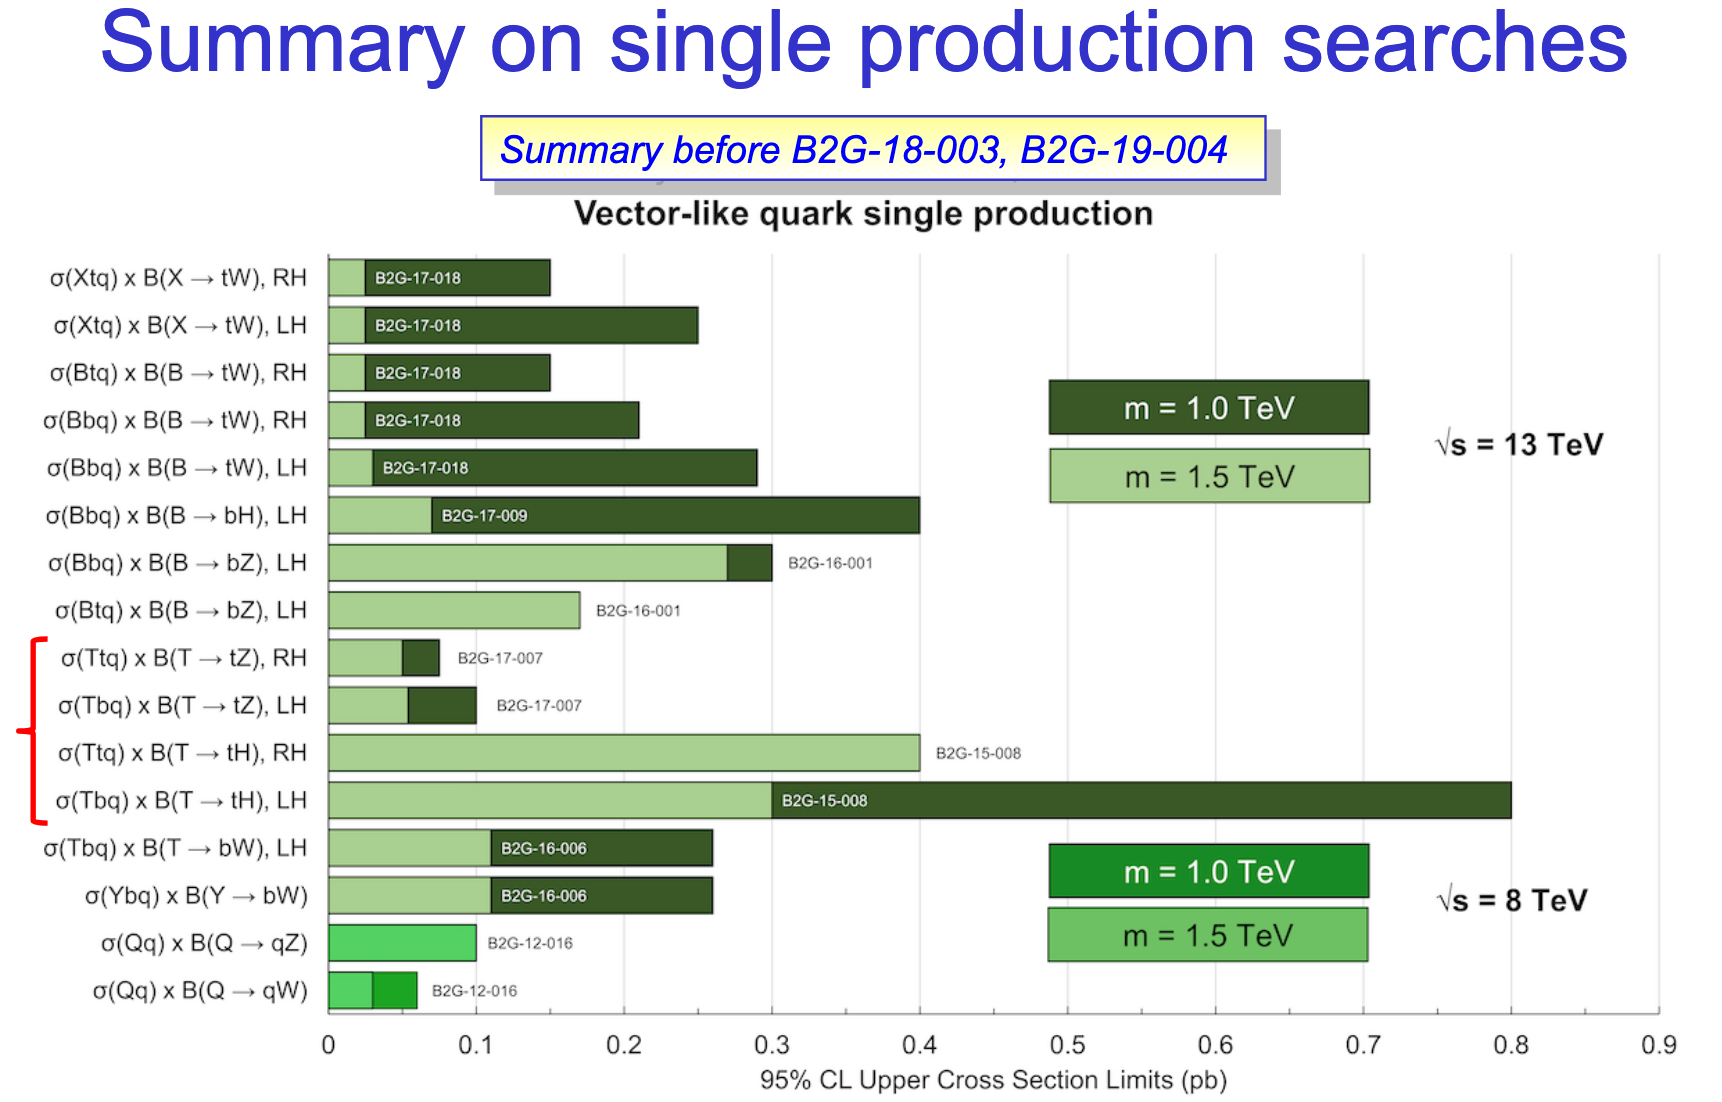 Summary on single production searches
Summary before B2G-18-003, B2G-19-004
Vector-like quark single production
σ(Xtq) x B(X → tW), RH B2G-17-018
σ(Xtq) x B(X → tW), LH B2G-17-018
σ(Btq) x B(B → tW), RH B2G-17-018
σ(Bbq) x B(B → tW), RH B2G-17-018
σ(Bbq) x B(B → tW), LH B2G-17-018
σ(Bbq) x B(B → bH), LH B2G-17-009
σ(Bbq) x B(B → bZ), LH B2G-16-001
σ(Btq) x B(B → bZ), LH B2G-16-001
σ(Ttq) x B(T → tZ), RH B2G-17-007
σ(Tbq) x B(T → tZ), LH B2G-17-007
σ(Ttq) x B(T → tH), RH B2G-15-008
σ(Tbq) x B(T → tH), LH B2G-15-008
σ(Tbq) x B(T → bW), LH B2G-16-006
σ(Ybq) x B(Y → bW) B2G-16-006
σ(Qq) x B(Q → qZ) B2G-12-016
σ(Qq) x B(Q → qW) B2G-12-016
m = 1.0 TeV
m = 1.5 TeV
√s = 13 TeV
m = 1.0 TeV
m = 1.5 TeV
√s = 8 TeV
0 0.1 0.2 0.3 0.4 0.5 0.6 0.7 0.8 0.9
95% CL Upper Cross Section Limits (pb)